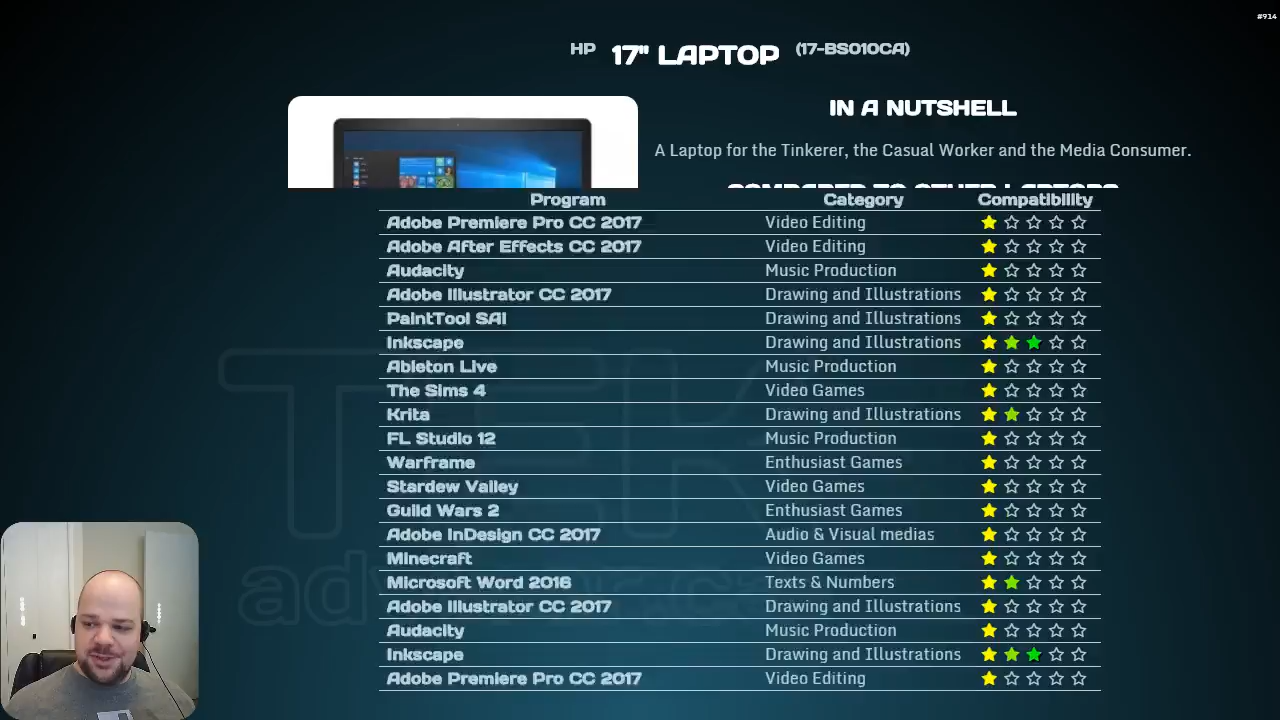 #914
HP 17" LAPTOP (17-BS010CA)
IN A NUTSHELL
A Laptop for the Tinkerer, the Casual Worker and the Media Consumer.
COMPARED TO OTHER LAPTOPS
Program Category Compatibility
Adobe Premiere Pro CC 2017 Video Editing
Adobe After Effects CC 2017 Video Editing
Audacity Music Production
Adobe Illustrator CC 2017 Drawing and Illustrations
PaintTool SAI Drawing and Illustrations
Inkscape Drawing and Illustrations
Ableton Live Music Production
The Sims 4 Video Games
Krita Drawing and Illustrations
FL Studio 12 Music Production
Warframe Enthusiast Games
Stardew Valley Video Games
Guild Wars 2 Enthusiast Games
Adobe InDesign CC 2017 Audio & Visual medias
Minecraft Video Games
Microsoft Word 2016 Texts & Numbers
Adobe Illustrator CC 2017 Drawing and Illustrations
Audacity Music Production
Inkscape Drawing and Illustrations
Adobe Premiere Pro CC 2017 Video Editing